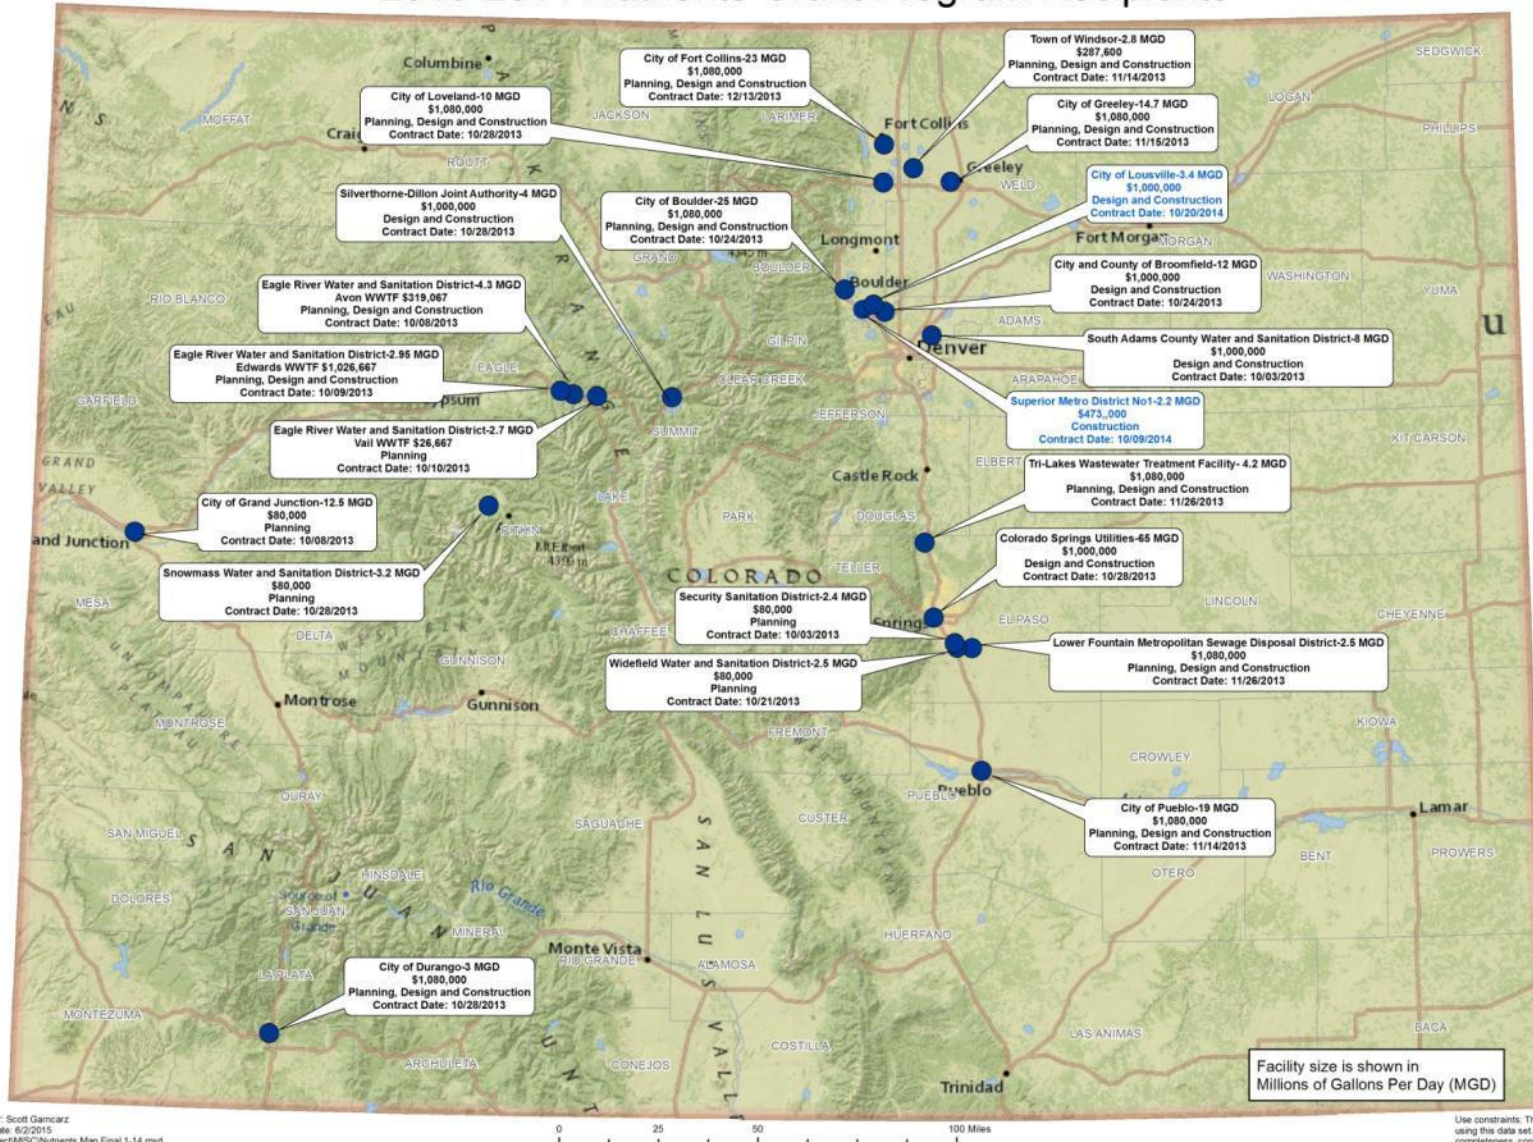 Columbine
City of Loveland-10 MGD
$1,080,000
Planning, Design and Construction
Contract Date: 10/28/2013
City of Fort Collins-23 MGD
$1,080,000
Planning, Design and Construction
Contract Date: 12/13/2013
Town of Windsor-2.8 MGD
$287,600
Planning, Design and Construction
Contract Date: 11/14/2013
City of Greeley-14.7 MGD
$1,080,000
Planning, Design and Construction
Contract Date: 11/15/2013
SEDGWICK
LOGAN
PHILLIPS
MOFFAT
JACKSON
LARIMER
ROUTT
Fort Collins
Greeley
WELD
Silverthorne-Dillon Joint Authority-4 MGD
$1,000,000
Design and Construction
Contract Date: 10/28/2013
City of Boulder-25 MGD
$1,080,000
Planning, Design and Construction
Contract Date: 10/24/2013
City of Lousville-3.4 MGD
$1,000,000
Design and Construction
Contract Date: 10/20/2014
Longmont
Fort Morgan
MORGAN
GRAND
BOULDER
Boulder
City and County of Broomfield-12 MGD
$1,000,000
Design and Construction
Contract Date: 10/24/2013
WASHINGTON
YUMA
RIO BLANCO
Eagle River Water and Sanitation District-4.3 MGD
Avon WWTF $319,067
Planning, Design and Construction
Contract Date: 10/08/2013
ADAMS
GILPIN
Denver
South Adams County Water and Sanitation District-8 MGD
$1,000,000
Design and Construction
Contract Date: 10/03/2013
Eagle River Water and Sanitation District-2.95 MGD
Edwards WWTF $1,026,667
Planning, Design and Construction
Contract Date: 10/09/2013
EAGLE
CLEAR CREEK
ARAPAHOE
GARFIELD
JEFFERSON
Superior Metro District No1-2.2 MGD
$473,,000
Construction
Contract Date: 10/09/2014
Eagle River Water and Sanitation District-2.7 MGD
Vail WWTF $26,667
Planning
Contract Date: 10/10/2013
SUMMIT
KIT CARSON
GRAND
VALLEY
Castle Rock
ELBERT
Tri-Lakes Wastewater Treatment Facility- 4.2 MGD
$1,080,000
Planning, Design and Construction
Contract Date: 11/26/2013
City of Grand Junction-12.5 MGD
$80,000
Planning
Contract Date: 10/08/2013
LAKE
PARK
DOUGLAS
PITKIN
and Junction
Colorado Springs Utilities-65 MGD
$1,000,000
Design and Construction
Contract Date: 10/28/2013
Snowmass Water and Sanitation District-3.2 MGD
$80,000
Planning
Contract Date: 10/28/2013
COLORADO
TELLER
MESA
LINCOLN
CHEYENNE
Security Sanitation District-2.4 MGD
$80,000
Planning
Contract Date: 10/03/2013
Springs
EL PASO
DELTA
CHAFFEE
GUNNISON
Lower Fountain Metropolitan Sewage Disposal District-2.5 MGD
$1,080,000
Planning, Design and Construction
Contract Date: 11/26/2013
Widefield Water and Sanitation District-2.5 MGD
$80,000
Planning
Contract Date: 10/21/2013
Montrose
Gunnison
MONTROSE
FREMONT
KIOWA
CROWLEY
OURAY
PUEBLO
Pueblo
City of Pueblo-19 MGD
$1,080,000
Planning, Design and Construction
Contract Date: 11/14/2013
Lamar
SAN MIGUEL
SAGUACHE
CUSTER
BENT
PROWERS
SAN JUAN
HINSDALE
OTERO
DOLORES
Source of
Rio Grande
SAN JUAN
Grande
MINERAL
SAN LUIS VALL
HUERFANO
Monte Vista
RIO GRANDE
ALAMOSA
LA PLATA
City of Durango-3 MGD
$1,080,000
Planning, Design and Construction
Contract Date: 10/28/2013
MONTEZUMA
LAS ANIMAS
BACA
ARCHULETA
CONEJOS
COSTILLA
Trinidad
Facility size is shown in
Millions of Gallons Per Day (MGD)
: Scott Garncarz
ate: 6/2/2015
0 25 50 100 Miles
Use constraints: Th
using this data set